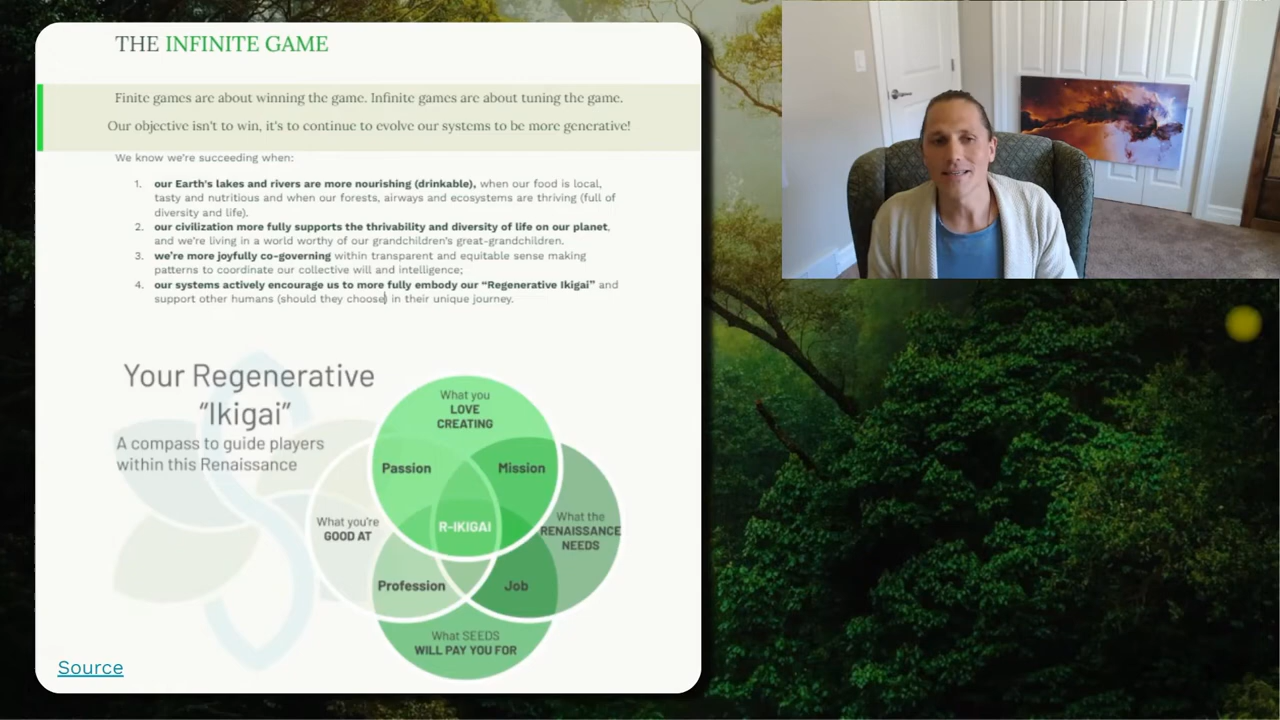 THE INFINITE GAME
Finite games are about winning the game. Infinite games are about tuning the game.
Our objective isn't to win, it's to continue to evolve our systems to be more generative!
We know we're succeeding when:
1. our Earth's lakes and rivers are more nourishing (drinkable), when our food is local,
tasty and nutritious and when our forests, airways and ecosystems are thriving (full of
diversity and life).
2. our civilization more fully supports the thrivability and diversity of life on our planet,
and we're living in a world worthy of our grandchildren's great-grandchildren.
3. we're more joyfully co-governing within transparent and equitable sense making
patterns to coordinate our collective will and intelligence;
4. our systems actively encourage us to more fully embody our “Regenerative Ikigai” and
support other humans (should they choose) in their unique journey.
Your Regenerative
“Ikigai”
A compass to guide players
within this Renaissance
What you
LOVE
CREATING
Passion
Mission
What you're
GOOD AT
R-IKIGAI
What the
RENAISSANCE
NEEDS
Profession
Job
What SEEDS
WILL PAY YOU FOR
Source